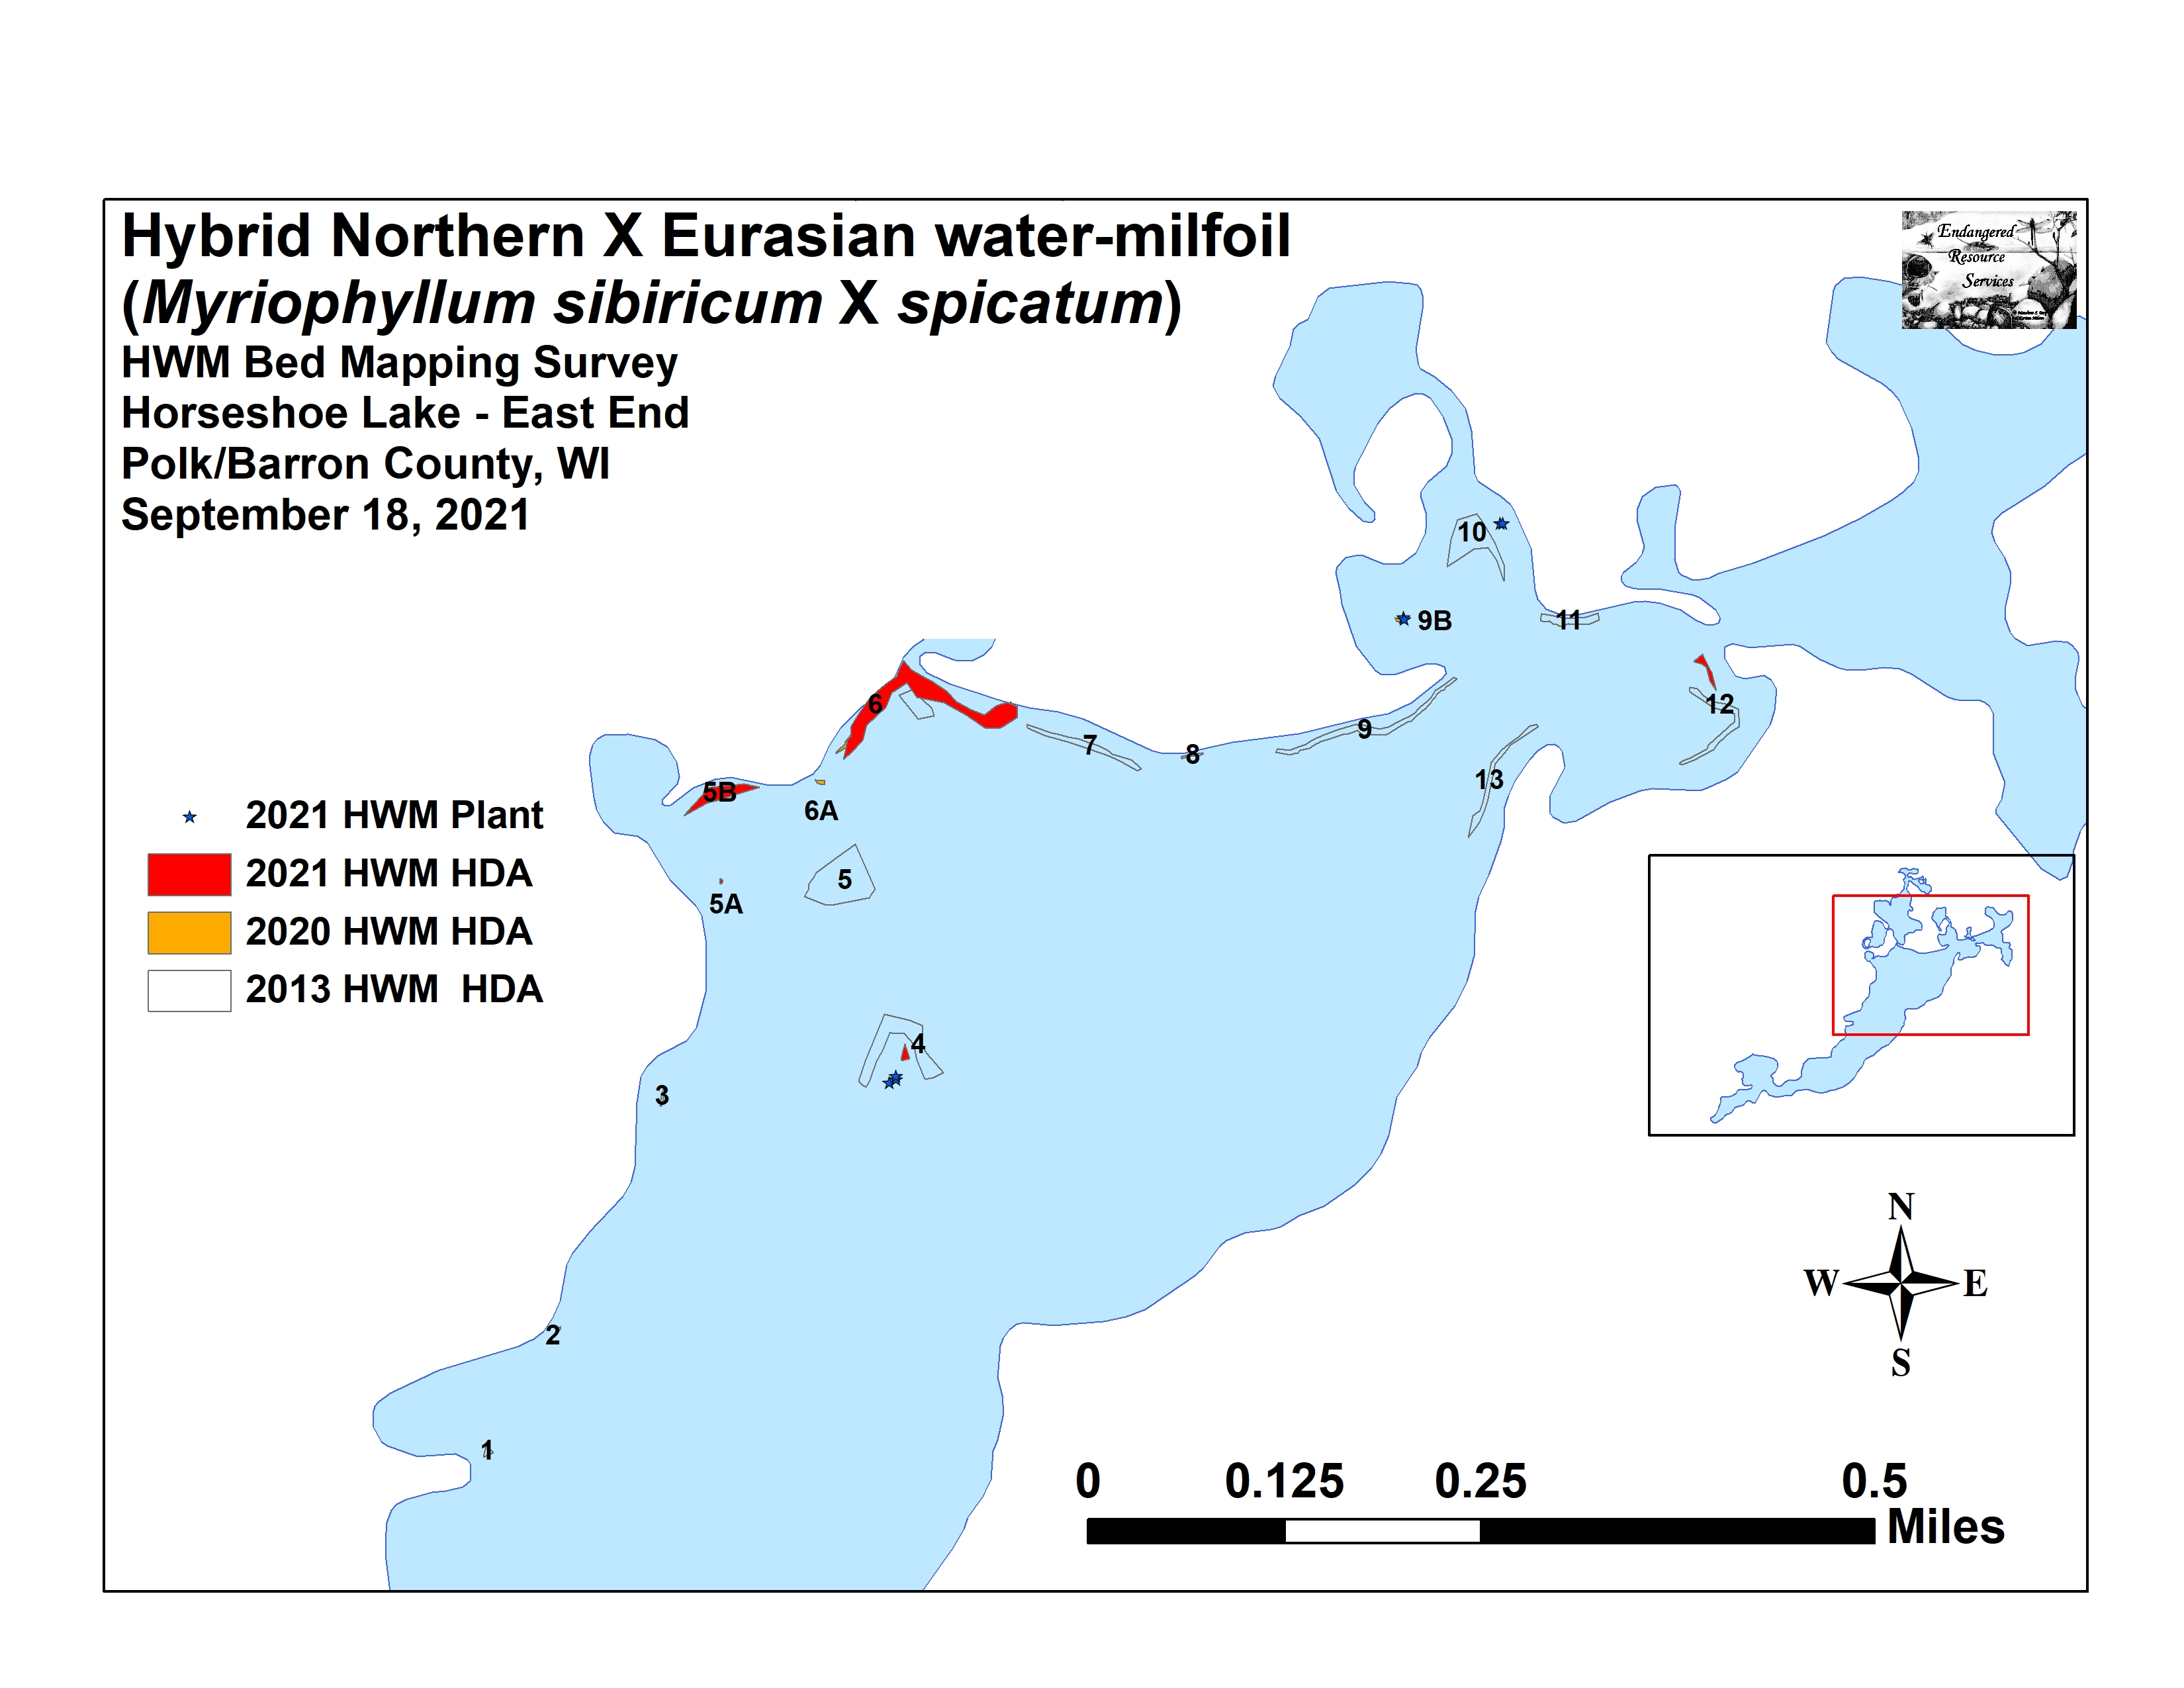 Hybrid Northern X Eurasian water-milfoil
(Myriophyllum sibiricum X spicatum)
HWM Bed Mapping Survey
Horseshoe Lake - East End
Polk/Barron County, WI
September 18, 2021
Endangered
Resource
Services
10
9B
11
6
12
9
7
8
13
5B
6A
5
5A
4
3
2
1
2021 HWM Plant
2021 HWM HDA
2020 HWM HDA
2013 HWM  HDA
N
W E
S
0 0.125 0.25 0.5
Miles